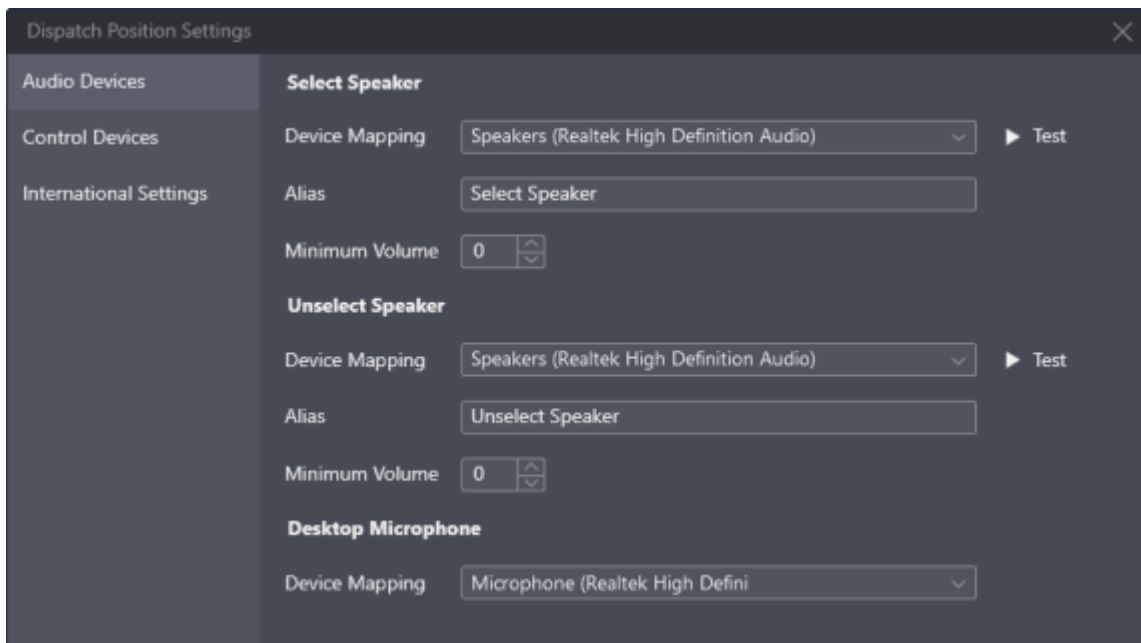 Dispatch Position Settings
Audio Devices
Control Devices
International Settings
Select Speaker
Device Mapping Speakers (Realtek High Definition Audio) Test
Alias Select Speaker
Minimum Volume 0
Unselect Speaker
Device Mapping Speakers (Realtek High Definition Audio) Test
Alias Unselect Speaker
Minimum Volume 0
Desktop Microphone
Device Mapping Microphone (Realtek High Defini